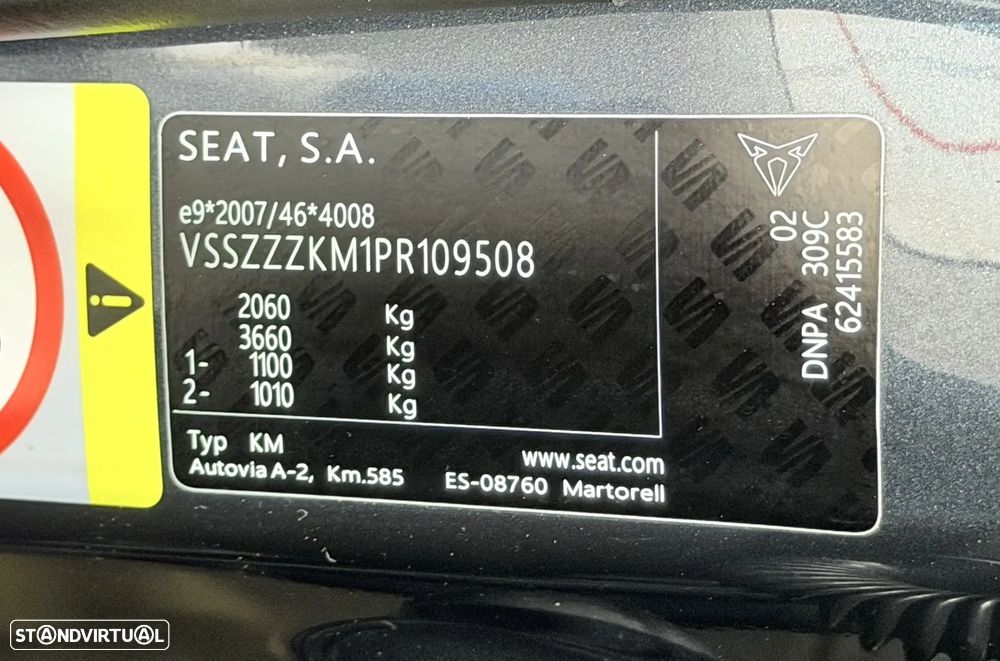 SEAT, S.A.
e9*2007/46*4008
VSSZZZKM1PR109508
2060 Kg
3660 Kg
1- 1100 Kg
2- 1010 Kg
Typ KM
www.seat.com
Autovia A-2, Km.585 ES-08760 Martorell
02
DNPA 309C
62415583
STANDVIRTUAL